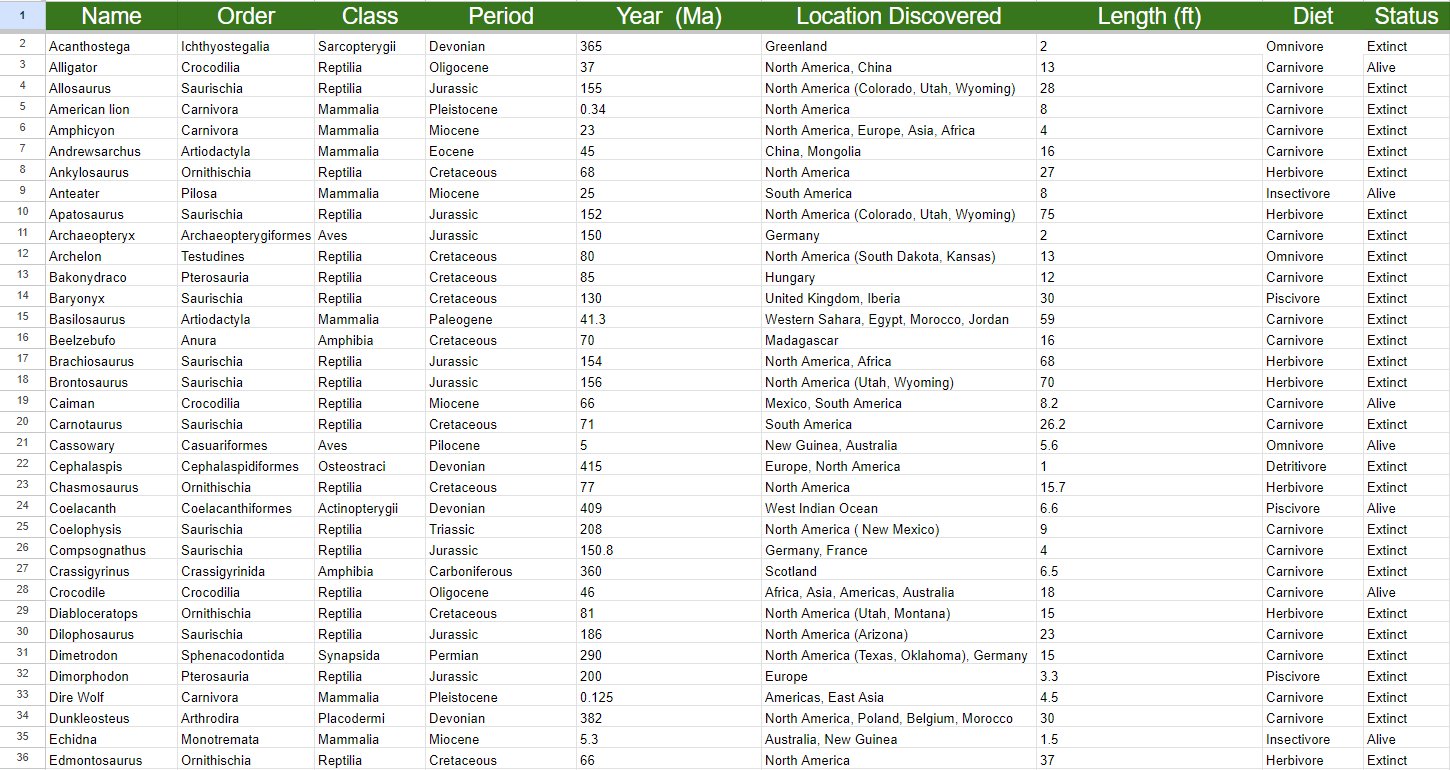 1 Name Order Class Period Year (Ma) Location Discovered Length (ft) Diet Status
2 Acanthostega Ichthyostegalia Sarcopterygii Devonian 365 Greenland 2 Omnivore Extinct
3 Alligator Crocodilia Reptilia Oligocene 37 North America, China 13 Carnivore Alive
4 Allosaurus Saurischia Reptilia Jurassic 155 North America (Colorado, Utah, Wyoming) 28 Carnivore Extinct
5 American lion Carnivora Mammalia Pleistocene 0.34 North America 8 Carnivore Extinct
6 Amphicyon Carnivora Mammalia Miocene 23 North America, Europe, Asia, Africa 4 Carnivore Extinct
7 Andrewsarchus Artiodactyla Mammalia Eocene 45 China, Mongolia 16 Carnivore Extinct
8 Ankylosaurus Ornithischia Reptilia Cretaceous 68 North America 27 Herbivore Extinct
9 Anteater Pilosa Mammalia Miocene 25 South America 8 Insectivore Alive
10 Apatosaurus Saurischia Reptilia Jurassic 152 North America (Colorado, Utah, Wyoming) 75 Herbivore Extinct
11 Archaeopteryx Archaeopterygiformes Aves Jurassic 150 Germany 2 Carnivore Extinct
12 Archelon Testudines Reptilia Cretaceous 80 North America (South Dakota, Kansas) 13 Omnivore Extinct
13 Bakonydraco Pterosauria Reptilia Cretaceous 85 Hungary 12 Carnivore Extinct
14 Baryonyx Saurischia Reptilia Cretaceous 130 United Kingdom, Iberia 30 Piscivore Extinct
15 Basilosaurus Artiodactyla Mammalia Paleogene 41.3 Western Sahara, Egypt, Morocco, Jordan 59 Carnivore Extinct
16 Beelzebufo Anura Amphibia Cretaceous 70 Madagascar 16 Carnivore Extinct
17 Brachiosaurus Saurischia Reptilia Jurassic 154 North America, Africa 68 Herbivore Extinct
18 Brontosaurus Saurischia Reptilia Jurassic 156 North America (Utah, Wyoming) 70 Herbivore Extinct
19 Caiman Crocodilia Reptilia Miocene 66 Mexico, South America 8.2 Carnivore Alive
20 Carnotaurus Saurischia Reptilia Cretaceous 71 South America 26.2 Carnivore Extinct
21 Cassowary Casuariformes Aves Pilocene 5 New Guinea, Australia 5.6 Omnivore Alive
22 Cephalaspis Cephalaspidiformes Osteostraci Devonian 415 Europe, North America 1 Detritivore Extinct
23 Chasmosaurus Ornithischia Reptilia Cretaceous 77 North America 15.7 Herbivore Extinct
24 Coelacanth Coelacanthiformes Actinopterygii Devonian 409 West Indian Ocean 6.6 Piscivore Alive
25 Coelophysis Saurischia Reptilia Triassic 208 North America ( New Mexico) 9 Carnivore Extinct
26 Compsognathus Saurischia Reptilia Jurassic 150.8 Germany, France 4 Carnivore Extinct
27 Crassigyrinus Crassigyrinida Amphibia Carboniferous 360 Scotland 6.5 Carnivore Extinct
28 Crocodile Crocodilia Reptilia Oligocene 46 Africa, Asia, Americas, Australia 18 Carnivore Alive
29 Diabloceratops Ornithischia Reptilia Cretaceous 81 North America (Utah, Montana) 15 Herbivore Extinct
30 Dilophosaurus Saurischia Reptilia Jurassic 186 North America (Arizona) 23 Carnivore Extinct
31 Dimetrodon Sphenacodontida Synapsida Permian 290 North America (Texas, Oklahoma), Germany 15 Carnivore Extinct
32 Dimorphodon Pterosauria Reptilia Jurassic 200 Europe 3.3 Piscivore Extinct
33 Dire Wolf Carnivora Mammalia Pleistocene 0.125 Americas, East Asia 4.5 Carnivore Extinct
34 Dunkleosteus Arthrodira Placodermi Devonian 382 North America, Poland, Belgium, Morocco 30 Carnivore Extinct
35 Echidna Monotremata Mammalia Miocene 5.3 Australia, New Guinea 1.5 Insectivore Alive
36 Edmontosaurus Ornithischia Reptilia Cretaceous 66 North America 37 Herbivore Extinct